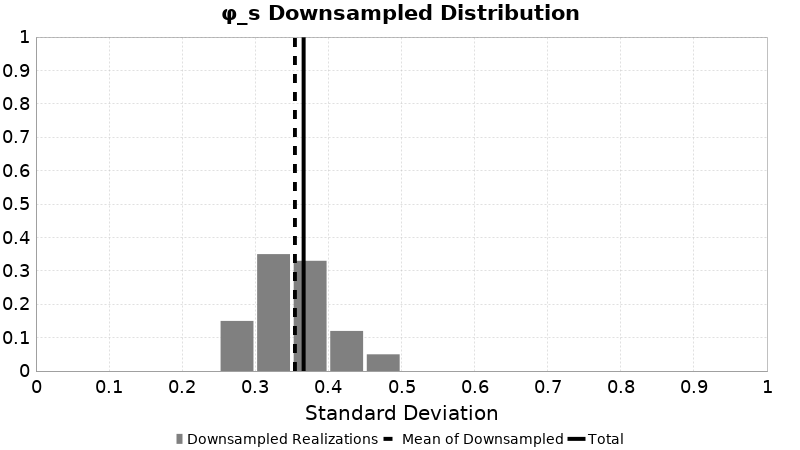 φ_s Downsampled Distribution
1
0.9
0.8
0.7
0.6
0.5
0.4
0.3
0.2
0.1
0
0 0.1 0.2 0.3 0.4 0.5 0.6 0.7 0.8 0.9 1
Standard Deviation
Downsampled Realizations Mean of Downsampled Total